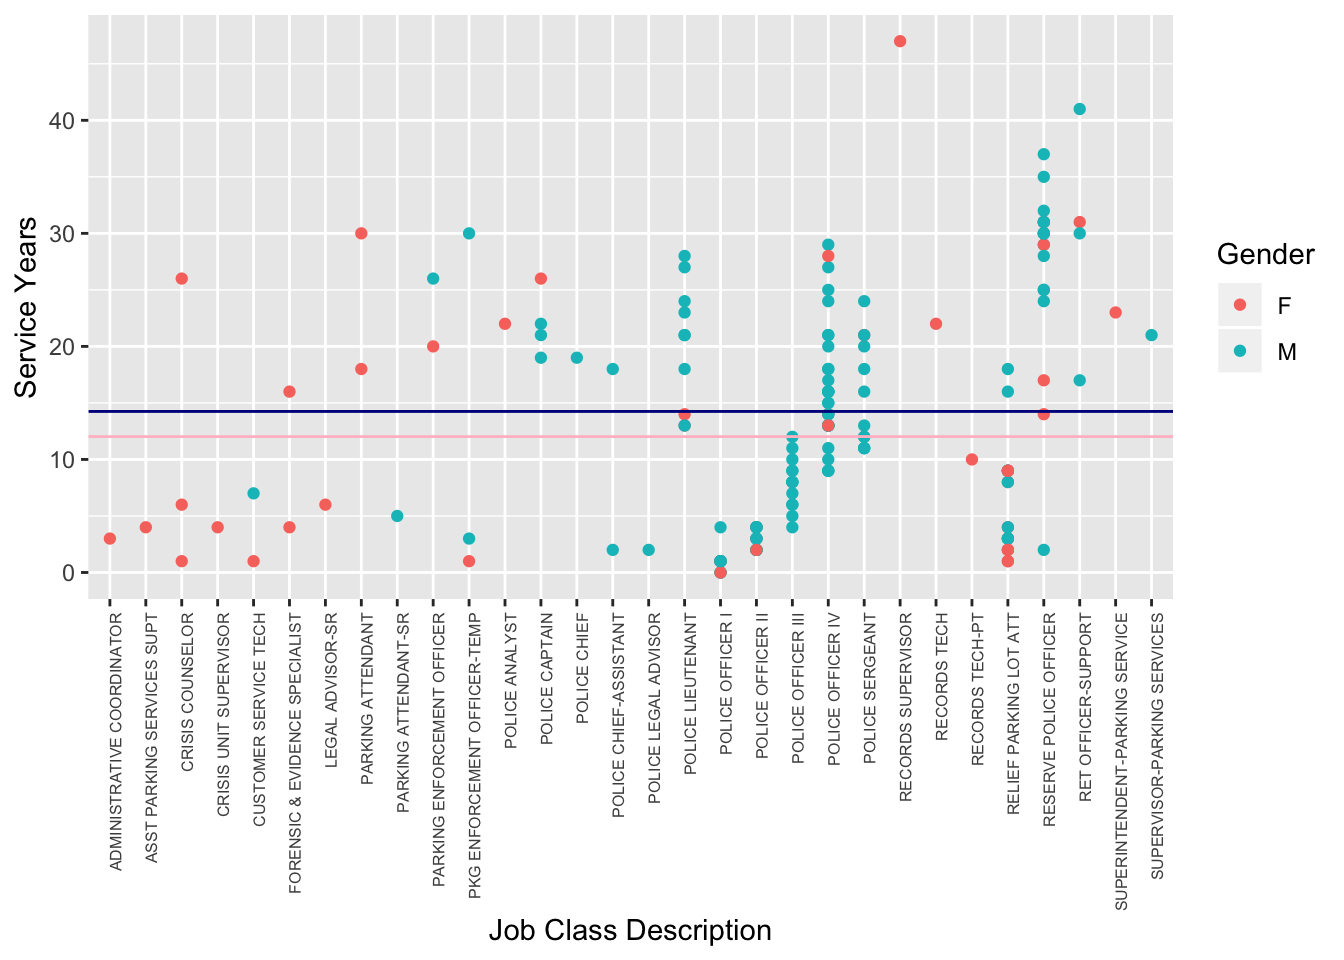 Service Years
40
30
20
10
0
ADMINISTRATIVE COORDINATOR
ASST PARKING SERVICES SUPT
CRISIS COUNSELOR
CRISIS UNIT SUPERVISOR
CUSTOMER SERVICE TECH
FORENSIC & EVIDENCE SPECIALIST
LEGAL ADVISOR-SR
PARKING ATTENDANT
PARKING ATTENDANT-SR
PARKING ENFORCEMENT OFFICER
PKG ENFORCEMENT OFFICER-TEMP
POLICE ANALYST
POLICE CAPTAIN
POLICE CHIEF
POLICE CHIEF-ASSISTANT
POLICE LEGAL ADVISOR
POLICE LIEUTENANT
POLICE OFFICER I
POLICE OFFICER II
POLICE OFFICER III
POLICE OFFICER IV
POLICE SERGEANT
RECORDS SUPERVISOR
RECORDS TECH
RECORDS TECH-PT
RELIEF PARKING LOT ATT
RESERVE POLICE OFFICER
RET OFFICER-SUPPORT
SUPERINTENDENT-PARKING SERVICE
SUPERVISOR-PARKING SERVICES
Job Class Description
Gender
F
M